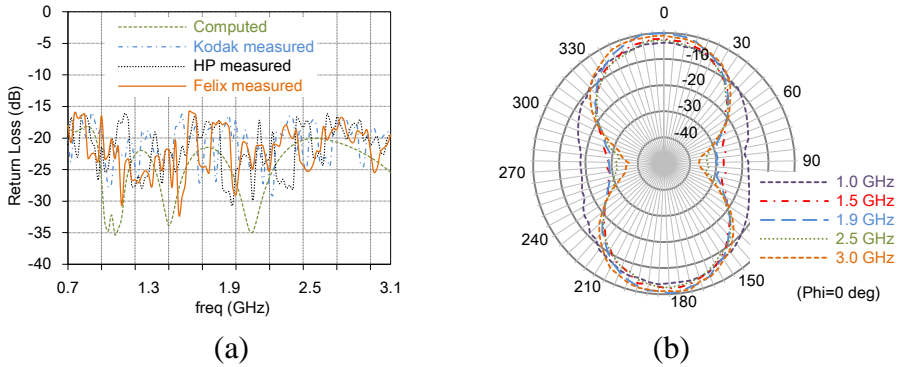 Computed
Kodak measured
HP measured
Felix measured
0
-5
-10
-15
-20
-25
-30
-35
-40
Return Loss (dB)
0.7
1.3
1.9
2.5
3.1
freq (GHz)
(a)
0
30
60
90
150
180
210
240
270
300
330
-10
-20
-30
-40
1.0 GHz
1.5 GHz
1.9 GHz
2.5 GHz
3.0 GHz
(Phi=0 deg)
(b)